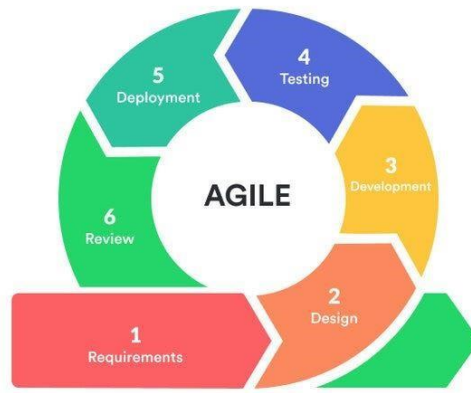 AGILE
1
Requirements
2
Design
3
Development
4
Testing
5
Deployment
6
Review